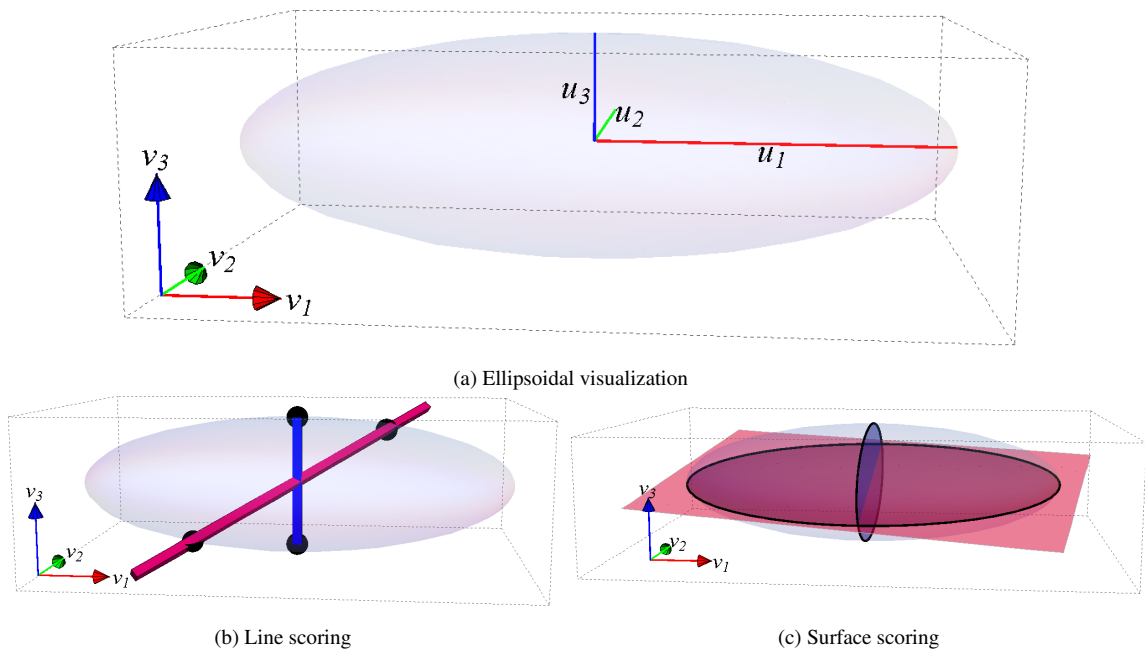 u3
u2
u1
v3
v2
v1
(a) Ellipsoidal visualization
v3
v2
v1
v3
v2
v1
(b) Line scoring
(c) Surface scoring